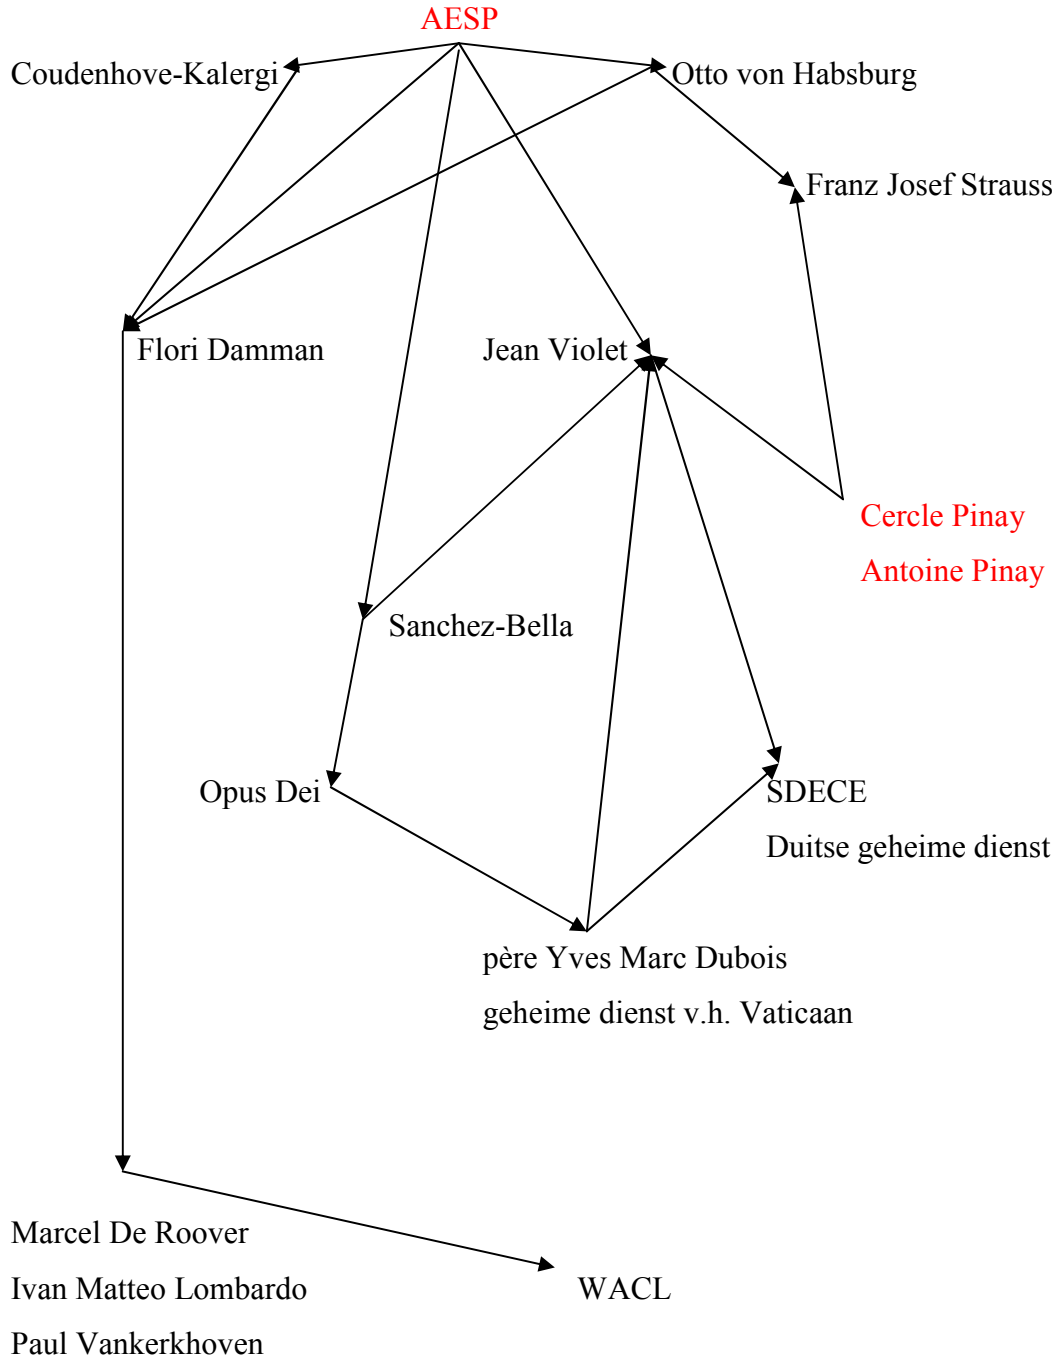 AESP
Coudenhove-Kalergi
Otto von Habsburg
Franz Josef Strauss
Flori Damman
Jean Violet
Cercle Pinay
Antoine Pinay
Sanchez-Bella
Opus Dei
SDECE
Duitse geheime dienst
père Yves Marc Dubois
geheime dienst v.h. Vaticaan
Marcel De Roover
Ivan Matteo Lombardo
WACL
Paul Vankerkhoven